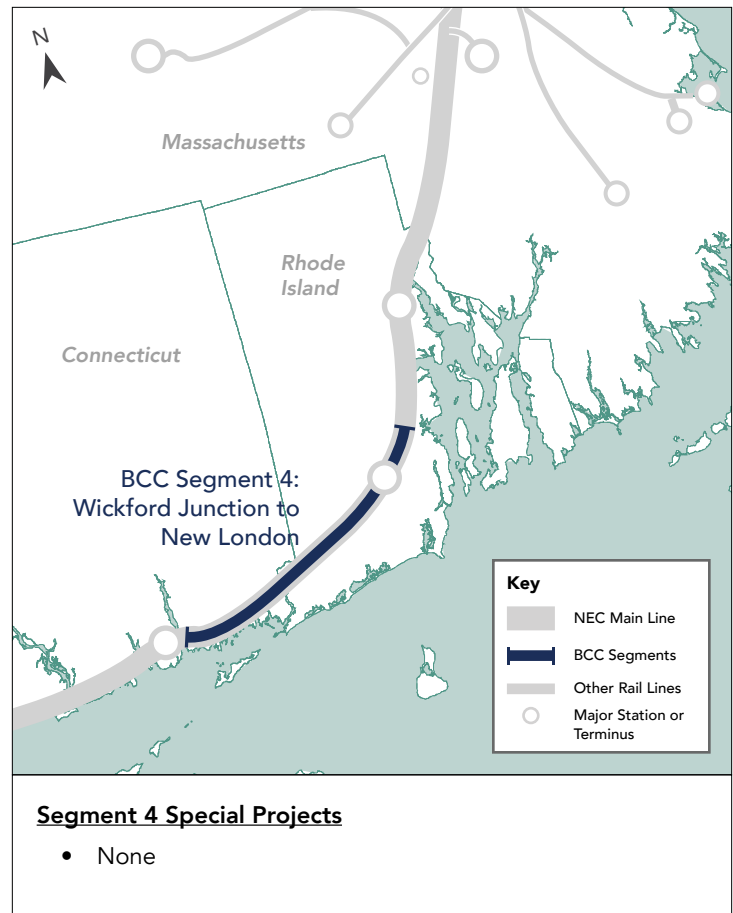 N
Massachusetts
Rhode
Island
Connecticut
BCC Segment 4:
Wickford Junction to
New London
Key
NEC Main Line
BCC Segments
Other Rail Lines
Major Station or
Terminus
Segment 4 Special Projects
• None